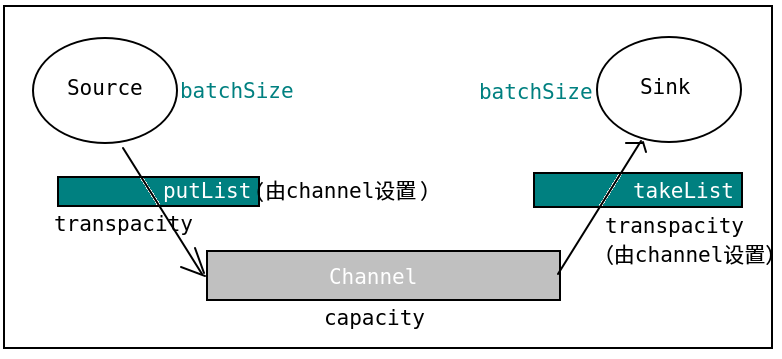 Source
batchSize
batchSize
Sink
putList
(由channel设置)
transpacity
takeList
transpacity
(由channel设置)
Channel
capacity